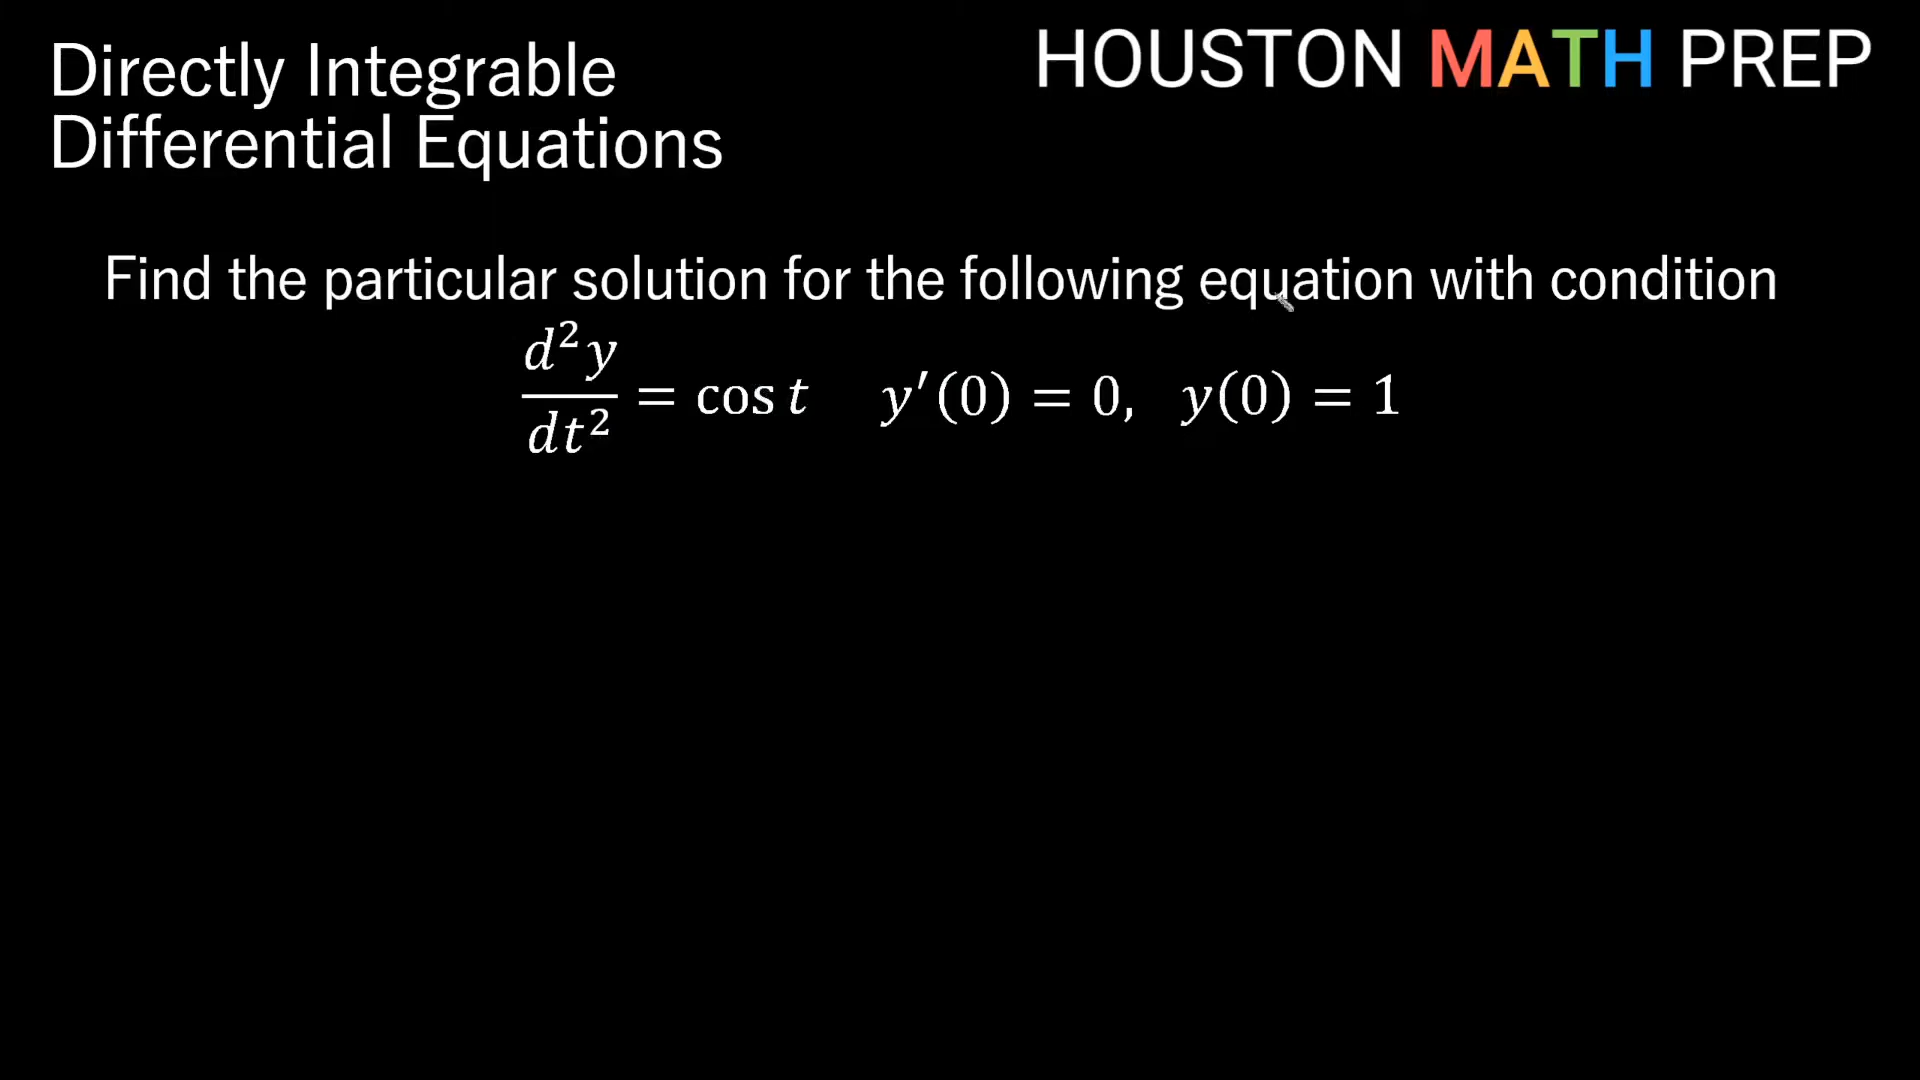 Directly Integrable
Differential Equations
HOUSTON MATH PREP
Find the particular solution for the following equation with condition
d²y/dt² = cos t    y′(0) = 0,   y(0) = 1